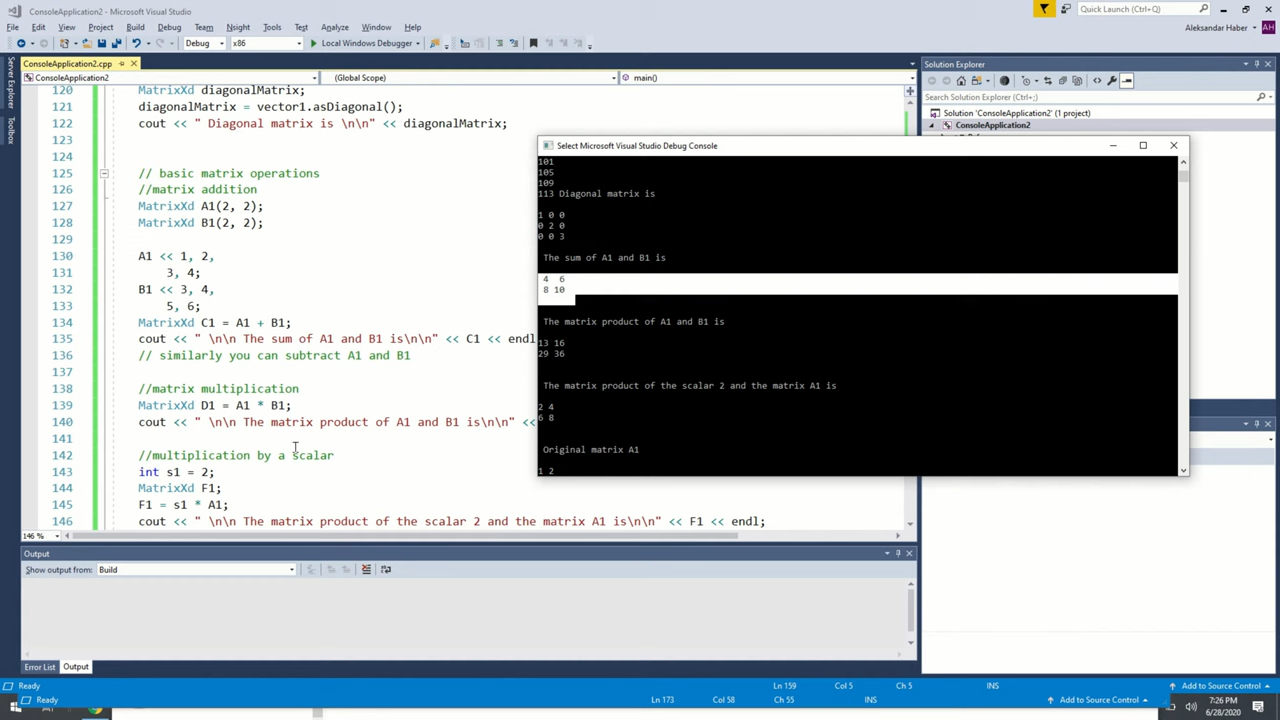 ConsoleApplication2 - Microsoft Visual Studio
Quick Launch (Ctrl+Q)
File Edit View Project Build Debug Team Nsight Tools Test Analyze Window Help
Aleksandar Haber AH
Debug x86 Local Windows Debugger
Server Explorer
Toolbox
ConsoleApplication2.cpp
ConsoleApplication2 (Global Scope) main()
120 MatrixXd diagonalMatrix;
121 diagonalMatrix = vector1.asDiagonal();
122 cout << " Diagonal matrix is \n\n" << diagonalMatrix;
123
124
125 // basic matrix operations
126 //matrix addition
127 MatrixXd A1(2, 2);
128 MatrixXd B1(2, 2);
129
130 A1 << 1, 2,
131 3, 4;
132 B1 << 3, 4,
133 5, 6;
134 MatrixXd C1 = A1 + B1;
135 cout << " \n\n The sum of A1 and B1 is\n\n" << C1 << endl
136 // similarly you can subtract A1 and B1
137
138 //matrix multiplication
139 MatrixXd D1 = A1 * B1;
140 cout << " \n\n The matrix product of A1 and B1 is\n\n" <<
141
142 //multiplication by a scalar
143 int s1 = 2;
144 MatrixXd F1;
145 F1 = s1 * A1;
146 cout << " \n\n The matrix product of the scalar 2 and the matrix A1 is\n\n" << F1 << endl;
146 %
Select Microsoft Visual Studio Debug Console
101
105
109
113 Diagonal matrix is
1 0 0
0 2 0
0 0 3
The sum of A1 and B1 is
4 6
8 10
The matrix product of A1 and B1 is
13 16
29 36
The matrix product of the scalar 2 and the matrix A1 is
2 4
6 8
Original matrix A1
1 2
Solution Explorer
Search Solution Explorer (Ctrl+;)
Solution 'ConsoleApplication2' (1 project)
ConsoleApplication2
Output
Show output from: Build
Error List Output
Ready Ln 159 Col 5 Ch 5 INS Add to Source Control
Ready Ln 173 Col 58 Ch 55 INS Add to Source Control
7:26 PM
6/28/2020